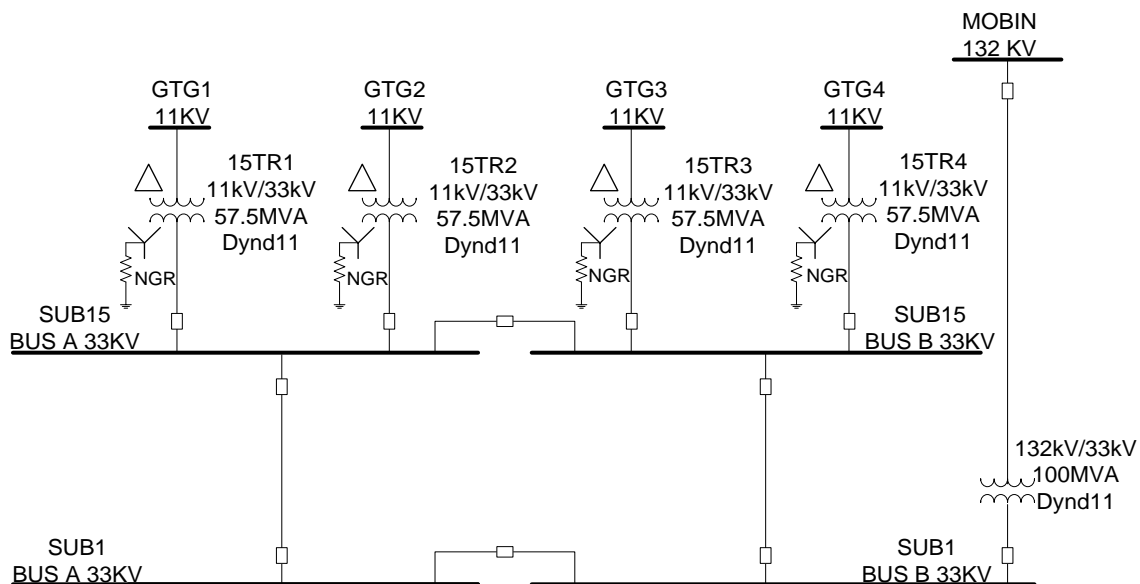 MOBIN
132 KV
GTG1
11KV
GTG2
11KV
GTG3
11KV
GTG4
11KV
15TR1
11kV/33kV
57.5MVA
Dynd11
NGR
15TR2
11kV/33kV
57.5MVA
Dynd11
NGR
15TR3
11kV/33kV
57.5MVA
Dynd11
NGR
15TR4
11kV/33kV
57.5MVA
Dynd11
NGR
SUB15
BUS A 33KV
SUB15
BUS B 33KV
132kV/33kV
100MVA
Dynd11
SUB1
BUS A 33KV
SUB1
BUS B 33KV